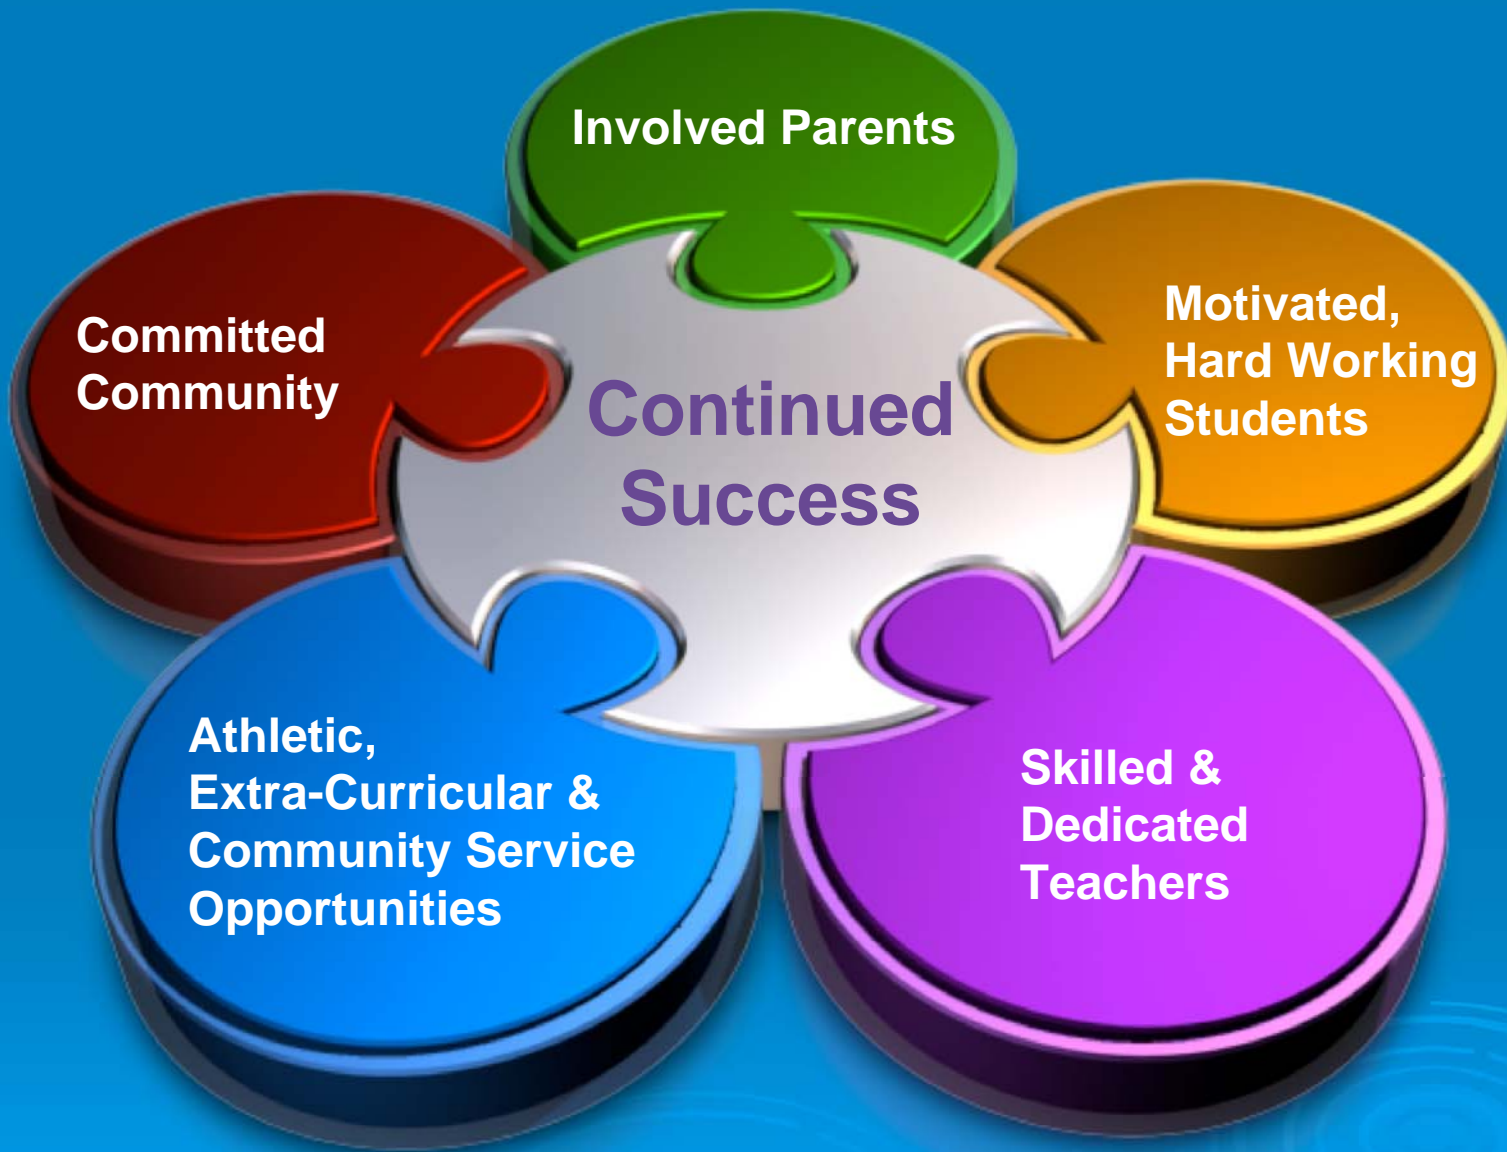 Involved Parents
Committed
Community
Motivated,
Hard Working
Students
Continued
Success
Athletic,
Extra-Curricular &
Community Service
Opportunities
Skilled &
Dedicated
Teachers